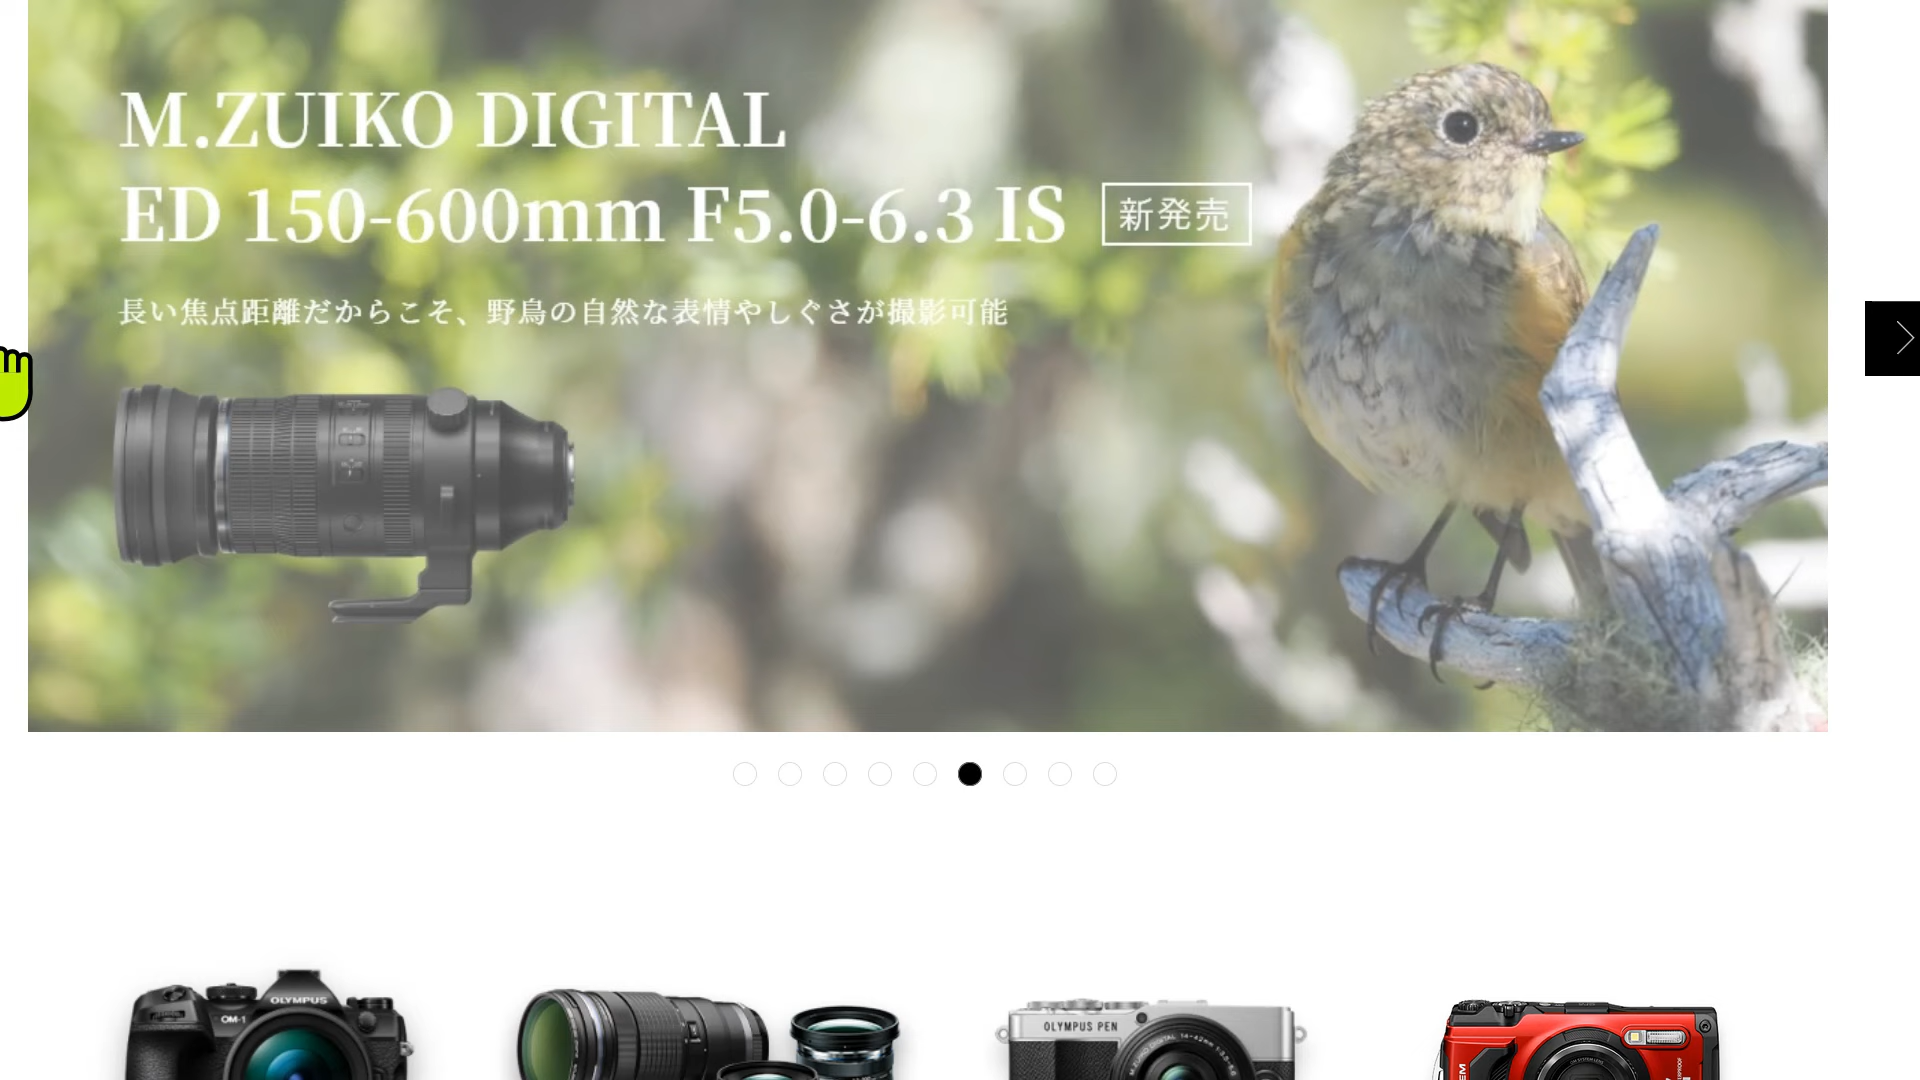 M.ZUIKO DIGITAL
ED 150-600mm F5.0-6.3 IS 新発売
長い焦点距離だからこそ、野鳥の自然な表情やしぐさが撮影可能
OLYMPUS
OM-1
OLYMPUS PEN